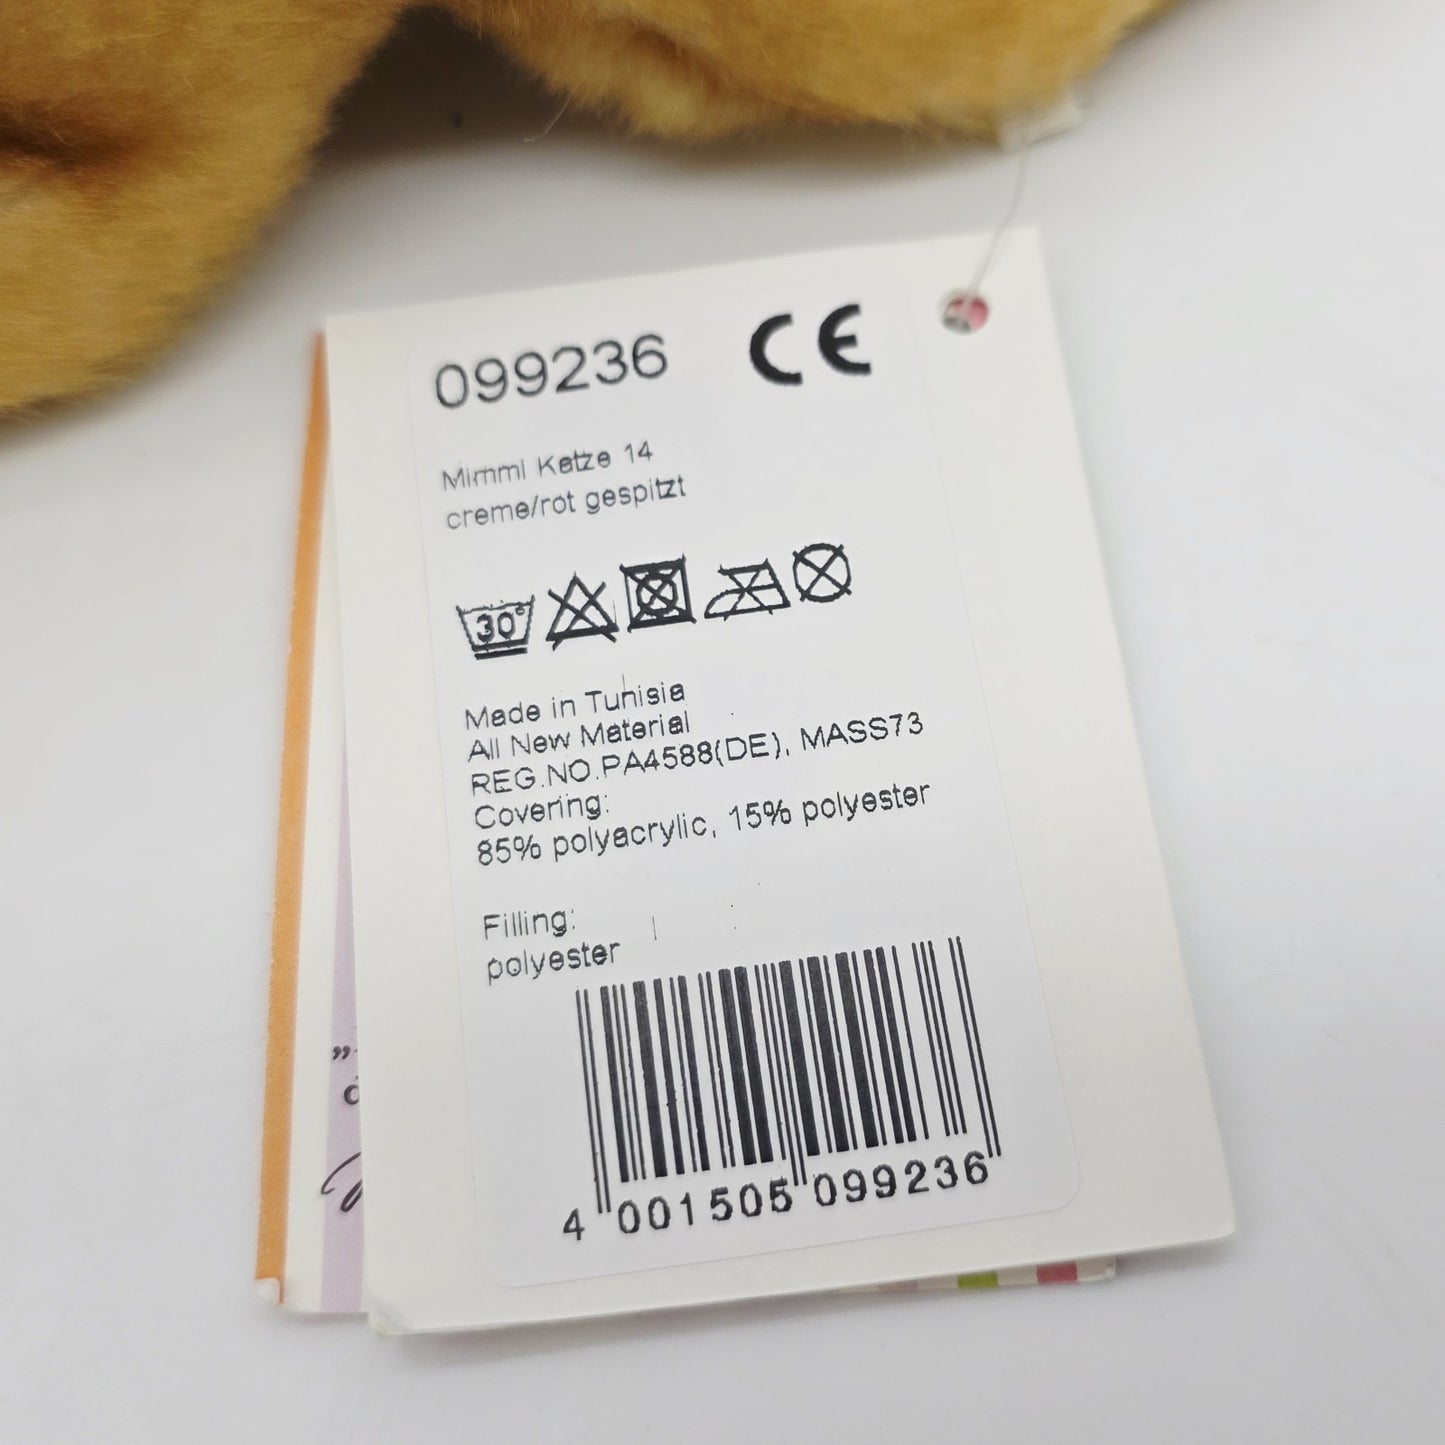 099236 CE
Mimmi Katze 14
creme/rot gespitzt
30°
Made in Tunisia
All New Material
REG.NO.PA4588(DE), MASS73
Covering:
85% polyacrylic, 15% polyester
Filling:
polyester
4 001505 099236